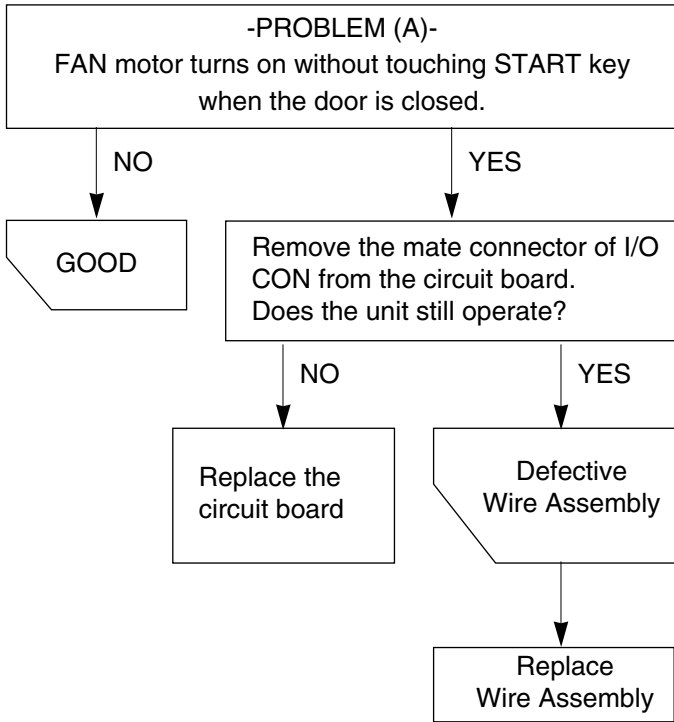 -PROBLEM (A)-
FAN motor turns on without touching START key
when the door is closed.
NO
YES
GOOD
Remove the mate connector of I/O
CON from the circuit board.
Does the unit still operate?
NO
YES
Replace the
circuit board
Defective
Wire Assembly
Replace
Wire Assembly